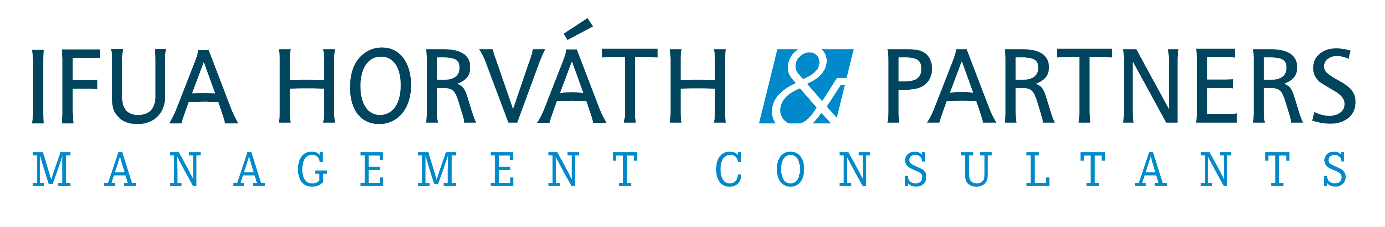 IFUA HORVÁTH & PARTNERS
MANAGEMENT CONSULTANTS